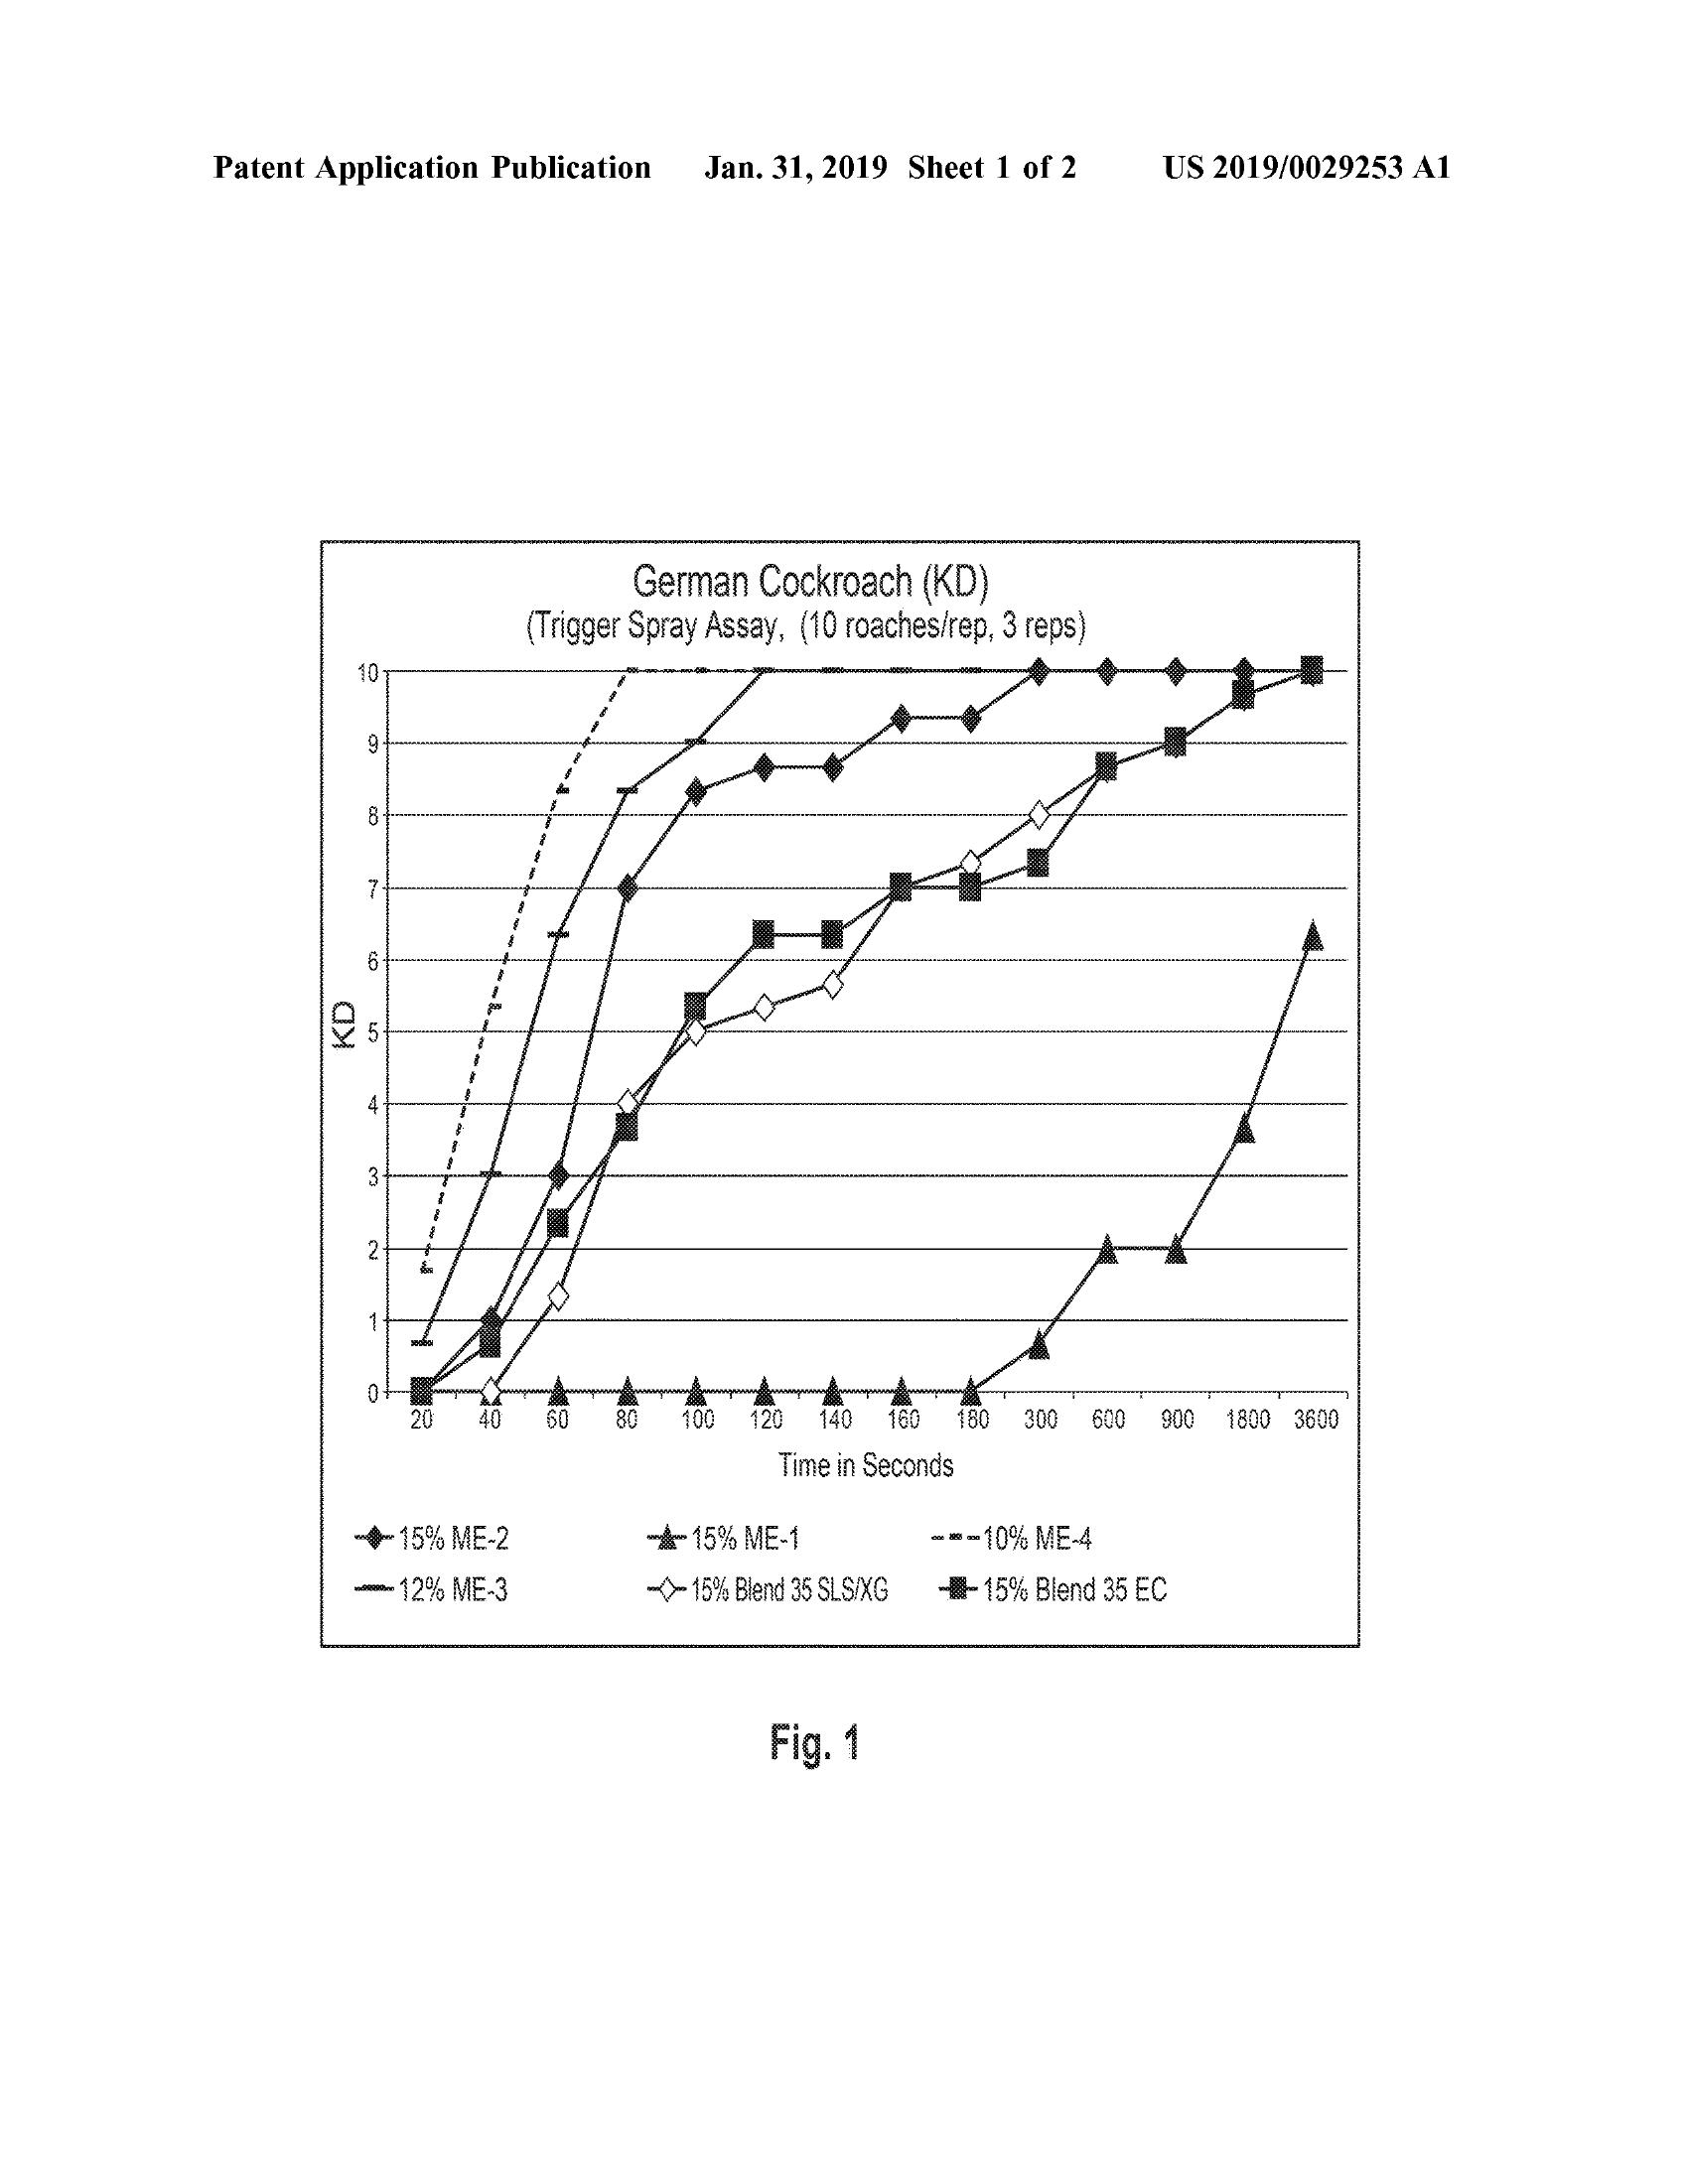 Patent Application Publication Jan. 31, 2019 Sheet 1 of 2 US 2019/0029253 A1
German Cockroach (KD)
(Trigger Spray Assay, (10 roaches/rep, 3 reps)
10
9
8
7
6
5
4
3
2
1
0
KD
20 40 60 80 100 120 140 160 180 300 600 900 1800 3600
Time in Seconds
15% ME-2 15% ME-1 10% ME-4
12% ME-3 15% Blend 35 SLS/XG 15% Blend 35 EC
Fig. 1